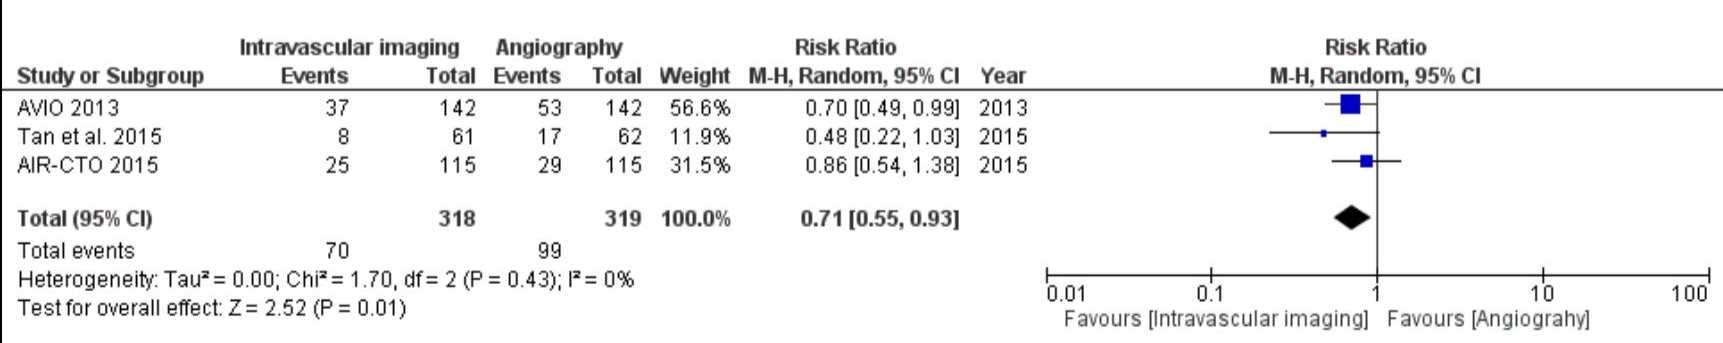 Intravascular imaging Angiography Risk Ratio Risk Ratio
Study or Subgroup Events Total Events Total Weight M-H, Random, 95% CI Year M-H, Random, 95% CI
AVIO 2013 37 142 53 142 56.6% 0.70 [0.49, 0.99] 2013
Tan et al. 2015 8 61 17 62 11.9% 0.48 [0.22, 1.03] 2015
AIR-CTO 2015 25 115 29 115 31.5% 0.86 [0.54, 1.38] 2015
Total (95% CI) 318 319 100.0% 0.71 [0.55, 0.93]
Total events 70 99
Heterogeneity: Tau² = 0.00; Chi² = 1.70, df = 2 (P = 0.43); I² = 0%
Test for overall effect: Z = 2.52 (P = 0.01)
0.01 0.1 1 10 100
Favours [Intravascular imaging] Favours [Angiograhy]